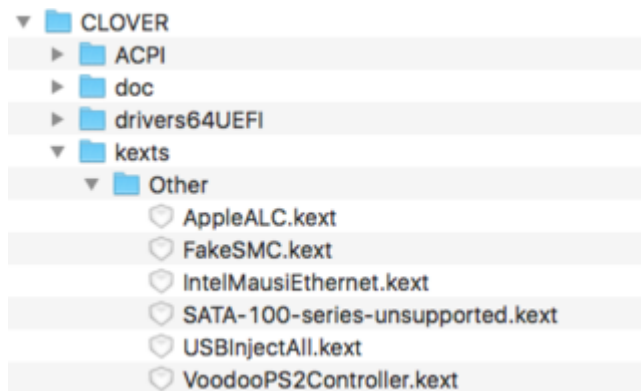 CLOVER
ACPI
doc
drivers64UEFI
kexts
Other
AppleALC.kext
FakeSMC.kext
IntelMausiEthernet.kext
SATA-100-series-unsupported.kext
USBInjectAll.kext
VoodooPS2Controller.kext